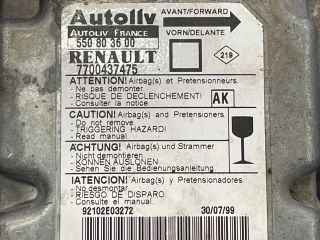 Autoliv
AVANT/FORWARD
AUTOLIV FRANCE
550 80 36 00
VORN/DELANTE
RENAULT
219
7700437475
ATTENTION! Airbag(s) et Pretensionneurs.
- Ne pas demonter.
- RISQUE DE DECLENCHEMENT!
- Consulter la notice.
AK
CAUTION! Airbag(s) and Pretensioners.
- Do not remove.
- TRIGGERING HAZARD!
- Read manual.
ACHTUNG! Airbag(s) und Strammer
- Nicht demontieren
- KONNEN AUSLÖNEN
- Sehen Sie die Bedienungsanleitung.
IATENCION! Airbag(s) y Pretensionadores.
- No desmontar
- RIESGO DE DISPARO
- Consulte el manual.
92102E03272
30/07/99